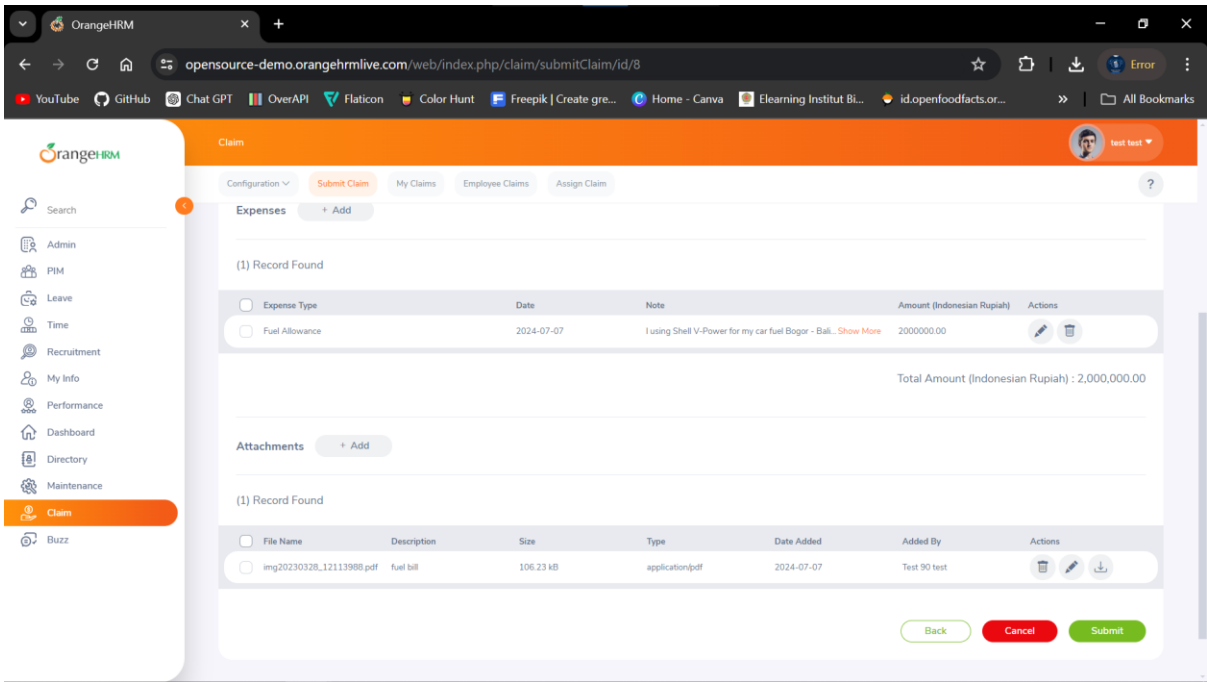 OrangeHRM
opensource-demo.orangehrmlive.com/web/index.php/claim/submitClaim/id/8
Error
YouTube GitHub Chat GPT OverAPI Flaticon Color Hunt Freepik | Create gre... Home - Canva Elearning Institut Bi... id.openfoodfacts.or... » All Bookmarks
OrangeHRM
Claim
test test
Configuration Submit Claim My Claims Employee Claims Assign Claim ?
Search
Admin
PIM
Leave
Time
Recruitment
My Info
Performance
Dashboard
Directory
Maintenance
Claim
Buzz
Expenses + Add
(1) Record Found
Expense Type Date Note Amount (Indonesian Rupiah) Actions
Fuel Allowance 2024-07-07 I using Shell V-Power for my car fuel Bogor - Bali... Show More 2000000.00
Total Amount (Indonesian Rupiah) : 2,000,000.00
Attachments + Add
(1) Record Found
File Name Description Size Type Date Added Added By Actions
img20230328_12113988.pdf fuel bill 106.23 kB application/pdf 2024-07-07 Test 90 test
Back Cancel Submit